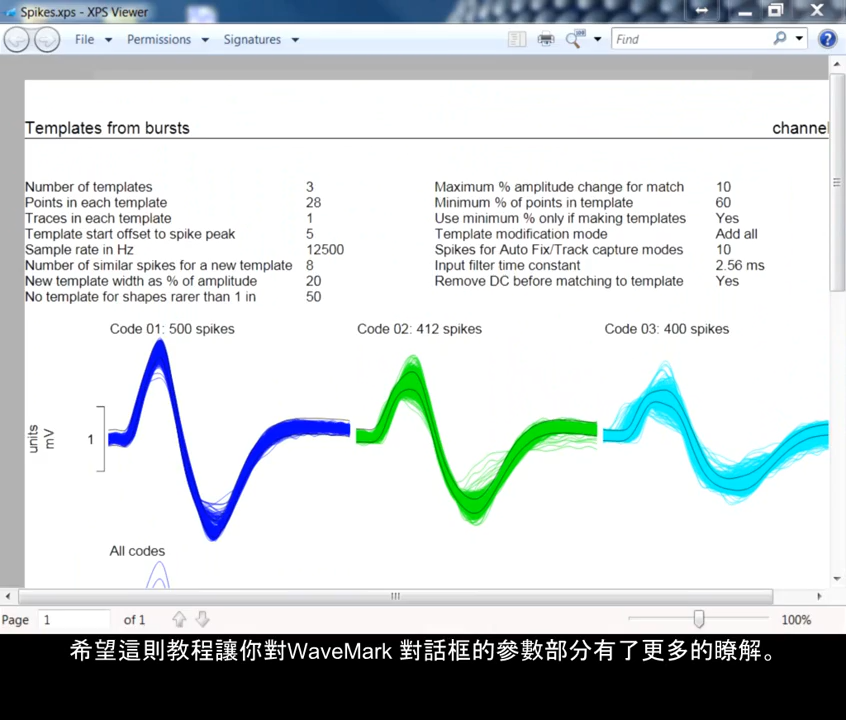 Spikes.xps - XPS Viewer
File Permissions Signatures Find
Templates from bursts channel
Number of templates 3 Maximum % amplitude change for match 10
Points in each template 28 Minimum % of points in template 60
Traces in each template 1 Use minimum % only if making templates Yes
Template start offset to spike peak 5 Template modification mode Add all
Sample rate in Hz 12500 Spikes for Auto Fix/Track capture modes 10
Number of similar spikes for a new template 8 Input filter time constant 2.56 ms
New template width as % of amplitude 20 Remove DC before matching to template Yes
No template for shapes rarer than 1 in 50
Code 01: 500 spikes Code 02: 412 spikes Code 03: 400 spikes
units
mV
1
All codes
Page 1 of 1 100%
希望這則教程讓你對WaveMark 對話框的參數部分有了更多的瞭解。